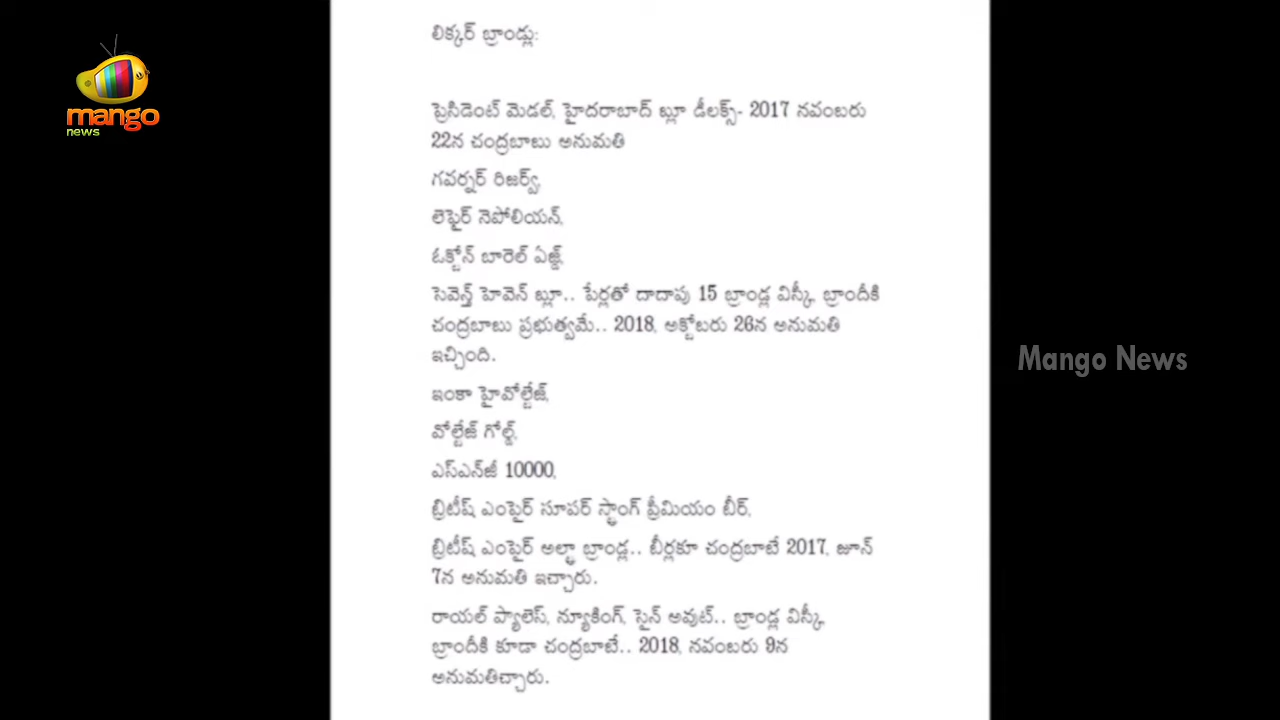 mango
news
లిక్కర్ బ్రాండ్లు:
ప్రెసిడెంట్ మెడల్, హైదరాబాద్ బ్లూ డీలక్స్- 2017 నవంబరు
22న చంద్రబాబు అనుమతి
గవర్నర్ రిజర్వ్,
లెఫైర్ నెపోలియన్,
ఓక్టోన్ బారెల్ ఏజ్డ్,
సెవెన్త్ హెవెన్ బ్లూ.. పేర్లతో దాదాపు 15 బ్రాండ్ల విస్కీ, బ్రాందీకి
చంద్రబాబు ప్రభుత్వమే.. 2018, అక్టోబరు 26న అనుమతి
ఇచ్చింది.
Mango News
ఇంకా హైవోల్టేజ్,
వోల్టేజ్ గోల్డ్,
ఎస్ఎన్‌జీ 10000,
బ్రిటీష్ ఎంపైర్ సూపర్ స్ట్రాంగ్ ప్రీమియం బీర్,
బ్రిటీష్ ఎంపైర్ అల్ట్రా బ్రాండ్ల.. బీర్లకూ చంద్రబాబే 2017, జూన్
7న అనుమతి ఇచ్చారు.
రాయల్ ప్యాలెస్, న్యూకింగ్, సైన్ అవుట్.. బ్రాండ్ల విస్కీ,
బ్రాందీకి కూడా చంద్రబాబే.. 2018, నవంబరు 9న
అనుమతిచ్చారు.